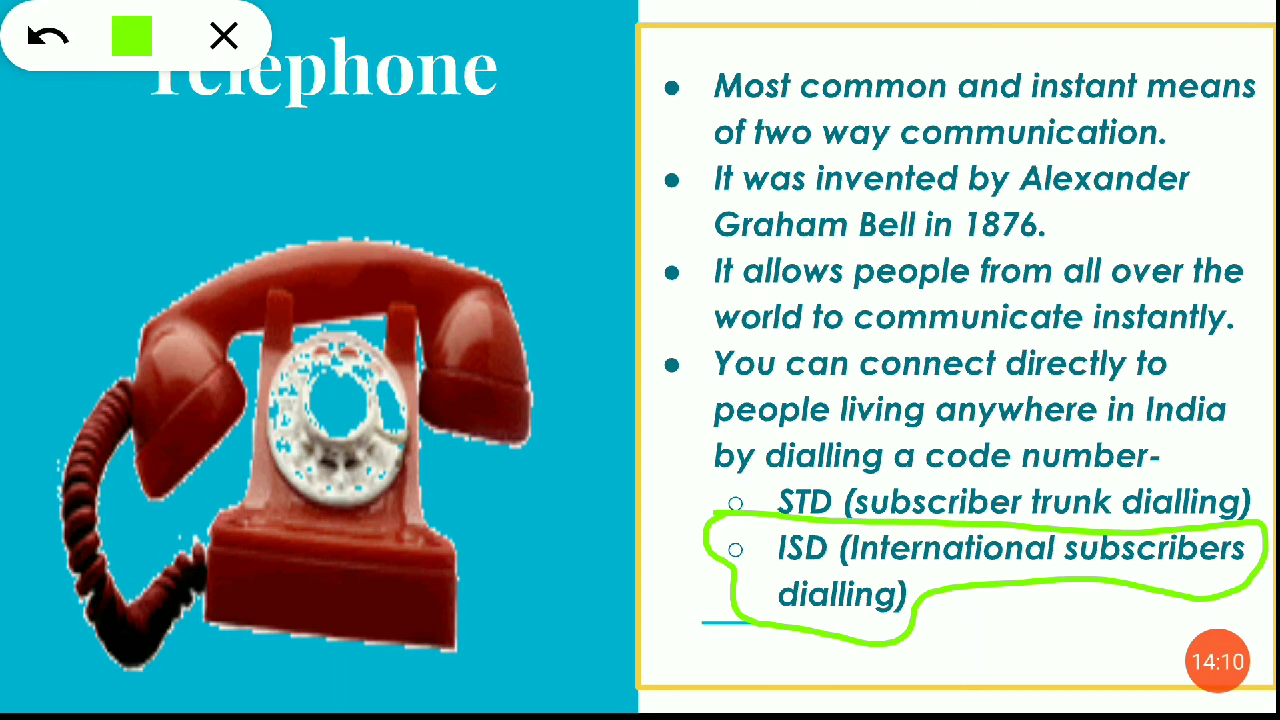 Telephone
● Most common and instant means
of two way communication.
● It was invented by Alexander
Graham Bell in 1876.
● It allows people from all over the
world to communicate instantly.
● You can connect directly to
people living anywhere in India
by dialling a code number-
○ STD (subscriber trunk dialling)
○ ISD (International subscribers
dialling)
14:10